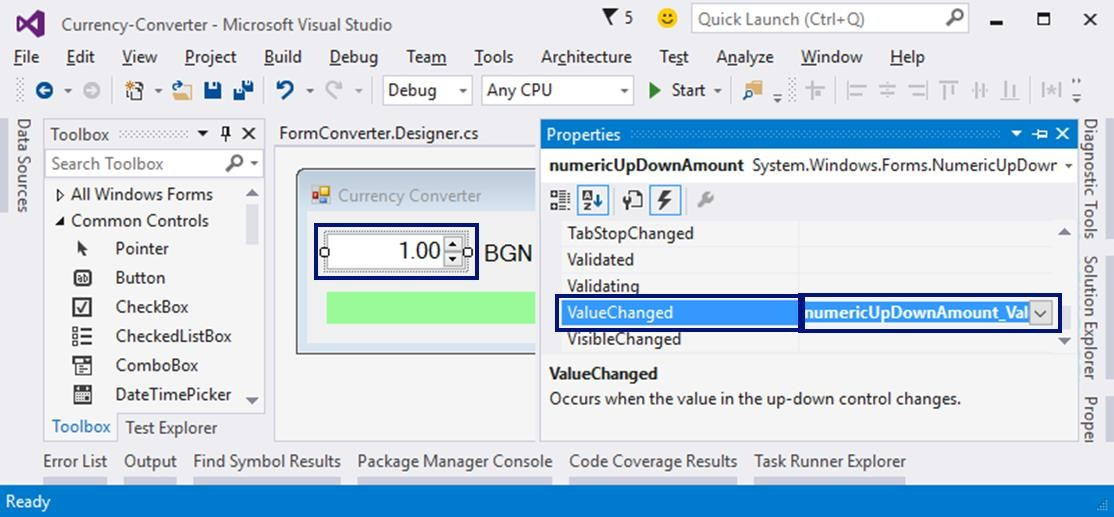 Currency-Converter - Microsoft Visual Studio 5 Quick Launch (Ctrl+Q)
File Edit View Project Build Debug Team Tools Architecture Test Analyze Window Help
Debug Any CPU Start
Data Sources
Toolbox
Search Toolbox
All Windows Forms
Common Controls
Pointer
Button
CheckBox
CheckedListBox
ComboBox
DateTimePicker
Toolbox Test Explorer
FormConverter.Designer.cs
Currency Converter
1.00 BGN
Properties
numericUpDownAmount System.Windows.Forms.NumericUpDown
TabStopChanged
Validated
Validating
ValueChanged numericUpDownAmount_Val
VisibleChanged
ValueChanged
Occurs when the value in the up-down control changes.
Diagnostic Tools
Solution Explorer
Proper
Error List Output Find Symbol Results Package Manager Console Code Coverage Results Task Runner Explorer
Ready